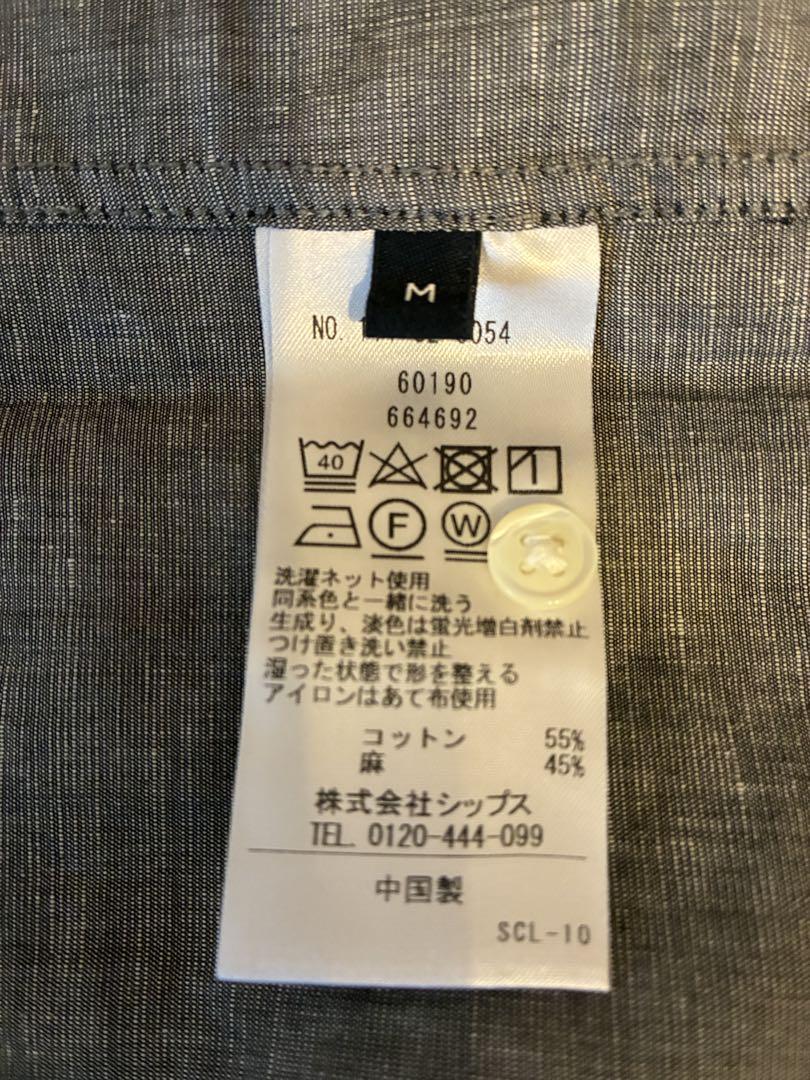 M
NO. 054
60190
664692
40
F W
洗濯ネット使用
同系色と一緒に洗う
生成り、淡色は蛍光増白剤禁止
つけ置き洗い禁止
湿った状態で形を整える
アイロンはあて布使用
コットン 55%
麻 45%
株式会社シップス
TEL. 0120-444-099
中国製
SCL-10